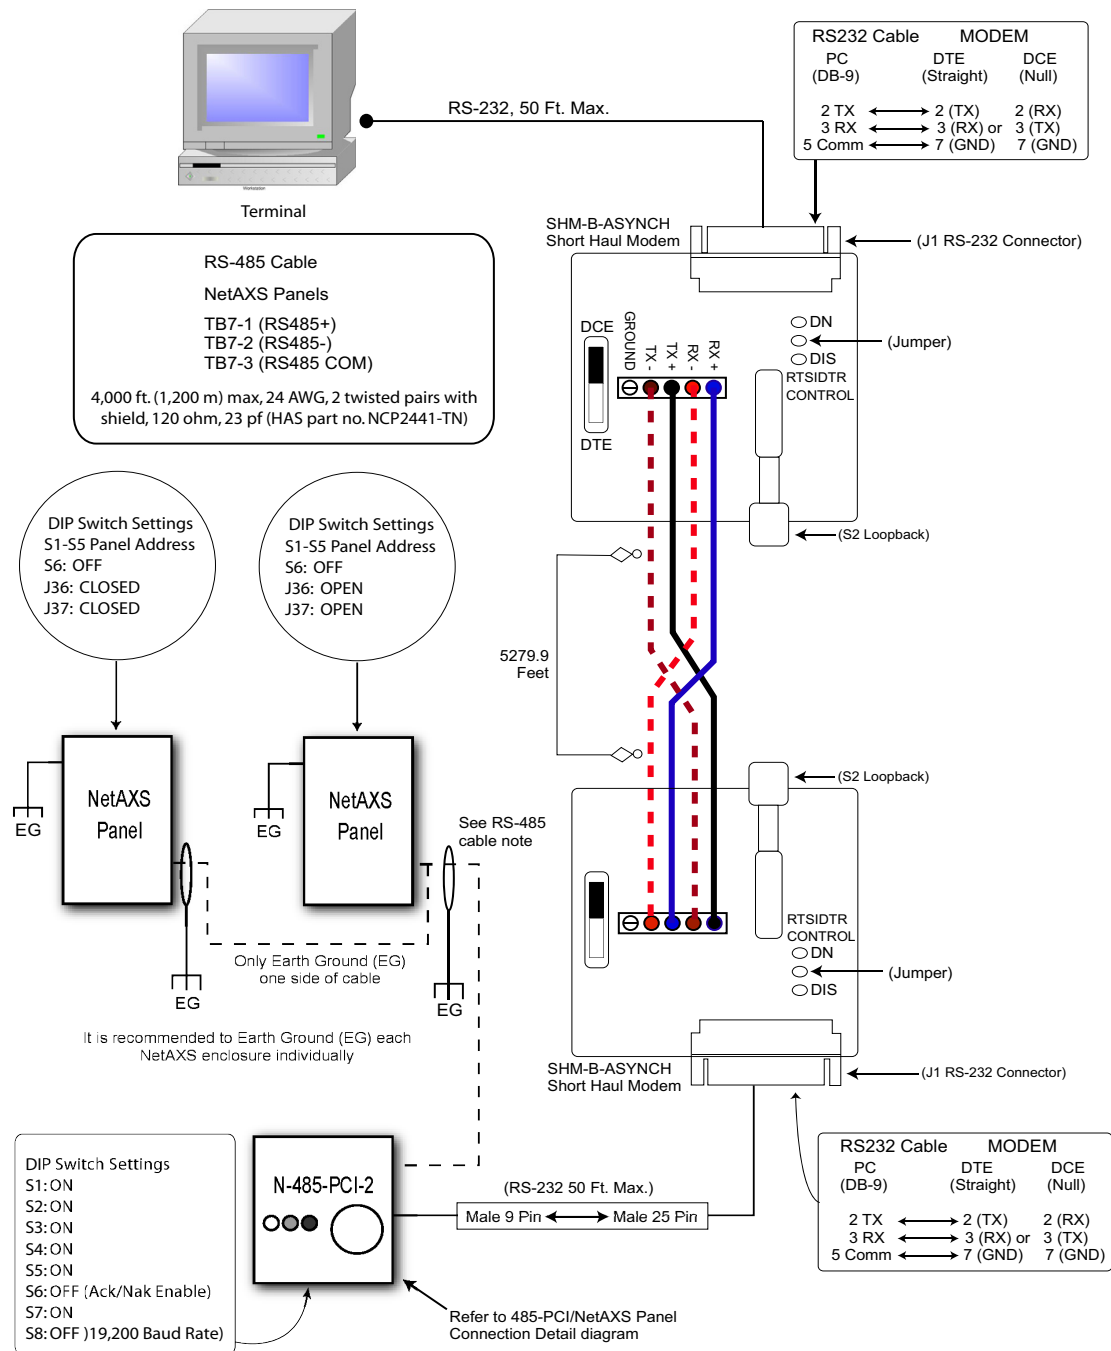 RS232 Cable MODEM
PC DTE DCE
(DB-9) (Straight) (Null)
2 TX 2 (TX) 2 (RX)
3 RX 3 (RX) or 3 (TX)
5 Comm 7 (GND) 7 (GND)
RS-232, 50 Ft. Max.
Workstation
Terminal
SHM-B-ASYNCH
Short Haul Modem
(J1 RS-232 Connector)
RS-485 Cable
NetAXS Panels
TB7-1 (RS485+)
TB7-2 (RS485-)
TB7-3 (RS485 COM)
4,000 ft. (1,200 m) max, 24 AWG, 2 twisted pairs with
shield, 120 ohm, 23 pf (HAS part no. NCP2441-TN)
DCE
DTE
GROUND
TX -
TX +
RX -
RX +
DN
(Jumper)
DIS
RTSIDTR
CONTROL
(S2 Loopback)
DIP Switch Settings
S1-S5 Panel Address
S6: OFF
J36: CLOSED
J37: CLOSED
DIP Switch Settings
S1-S5 Panel Address
S6: OFF
J36: OPEN
J37: OPEN
5279.9
Feet
NetAXS
Panel
EG
NetAXS
Panel
EG
See RS-485
cable note
Only Earth Ground (EG)
one side of cable
EG
EG
It is recommended to Earth Ground (EG) each
NetAXS enclosure individually
(S2 Loopback)
RTSIDTR
CONTROL
DN
(Jumper)
DIS
SHM-B-ASYNCH
Short Haul Modem
(J1 RS-232 Connector)
DIP Switch Settings
S1: ON
S2: ON
S3: ON
S4: ON
S5: ON
S6: OFF (Ack/Nak Enable)
S7: ON
S8: OFF )19,200 Baud Rate)
N-485-PCI-2
(RS-232 50 Ft. Max.)
Male 9 Pin Male 25 Pin
Refer to 485-PCI/NetAXS Panel
Connection Detail diagram
RS232 Cable MODEM
PC DTE DCE
(DB-9) (Straight) (Null)
2 TX 2 (TX) 2 (RX)
3 RX 3 (RX) or 3 (TX)
5 Comm 7 (GND) 7 (GND)